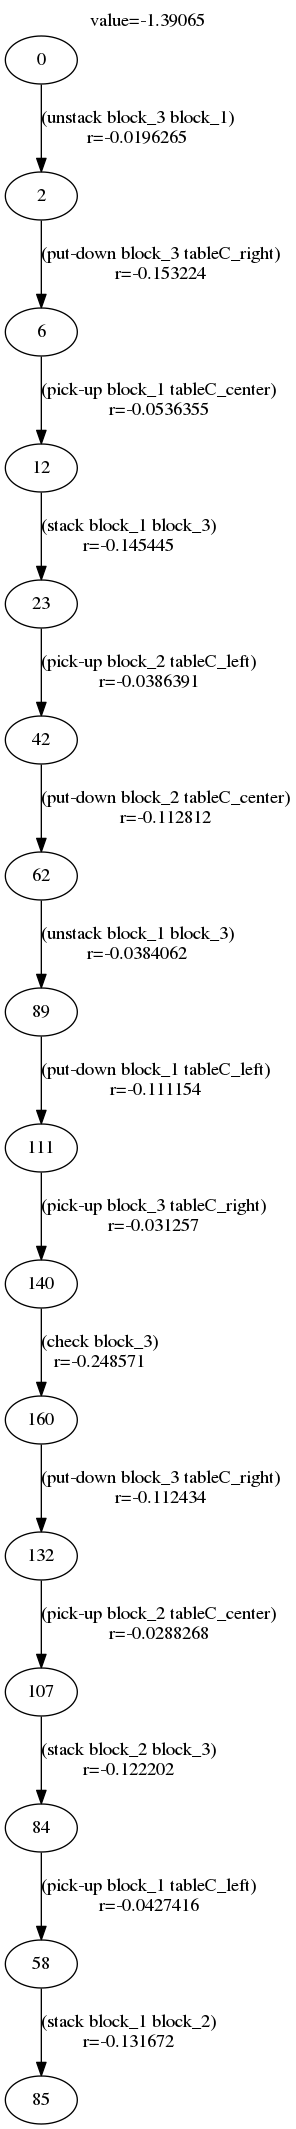 value=-1.39065
0
(unstack block_3 block_1)
r=-0.0196265
2
(put-down block_3 tableC_right)
r=-0.153224
6
(pick-up block_1 tableC_center)
r=-0.0536355
12
(stack block_1 block_3)
r=-0.145445
23
(pick-up block_2 tableC_left)
r=-0.0386391
42
(put-down block_2 tableC_center)
r=-0.112812
62
(unstack block_1 block_3)
r=-0.0384062
89
(put-down block_1 tableC_left)
r=-0.111154
111
(pick-up block_3 tableC_right)
r=-0.031257
140
(check block_3)
r=-0.248571
160
(put-down block_3 tableC_right)
r=-0.112434
132
(pick-up block_2 tableC_center)
r=-0.0288268
107
(stack block_2 block_3)
r=-0.122202
84
(pick-up block_1 tableC_left)
r=-0.0427416
58
(stack block_1 block_2)
r=-0.131672
85